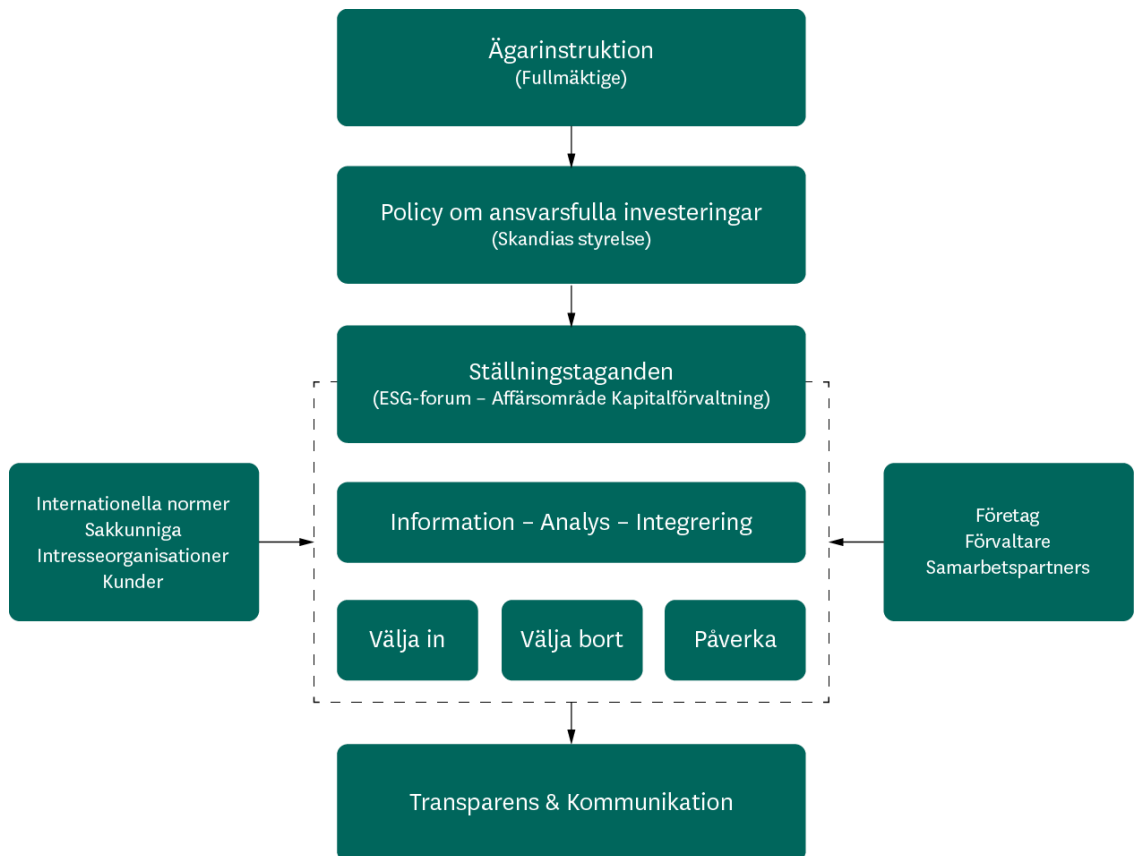 Ägarinstruktion
(Fullmäktige)
Policy om ansvarsfulla investeringar
(Skandias styrelse)
Ställningstaganden
(ESG-forum – Affärsområde Kapitalförvaltning)
Internationella normer
Sakkunniga
Intresseorganisationer
Kunder
Information – Analys – Integrering
Företag
Förvaltare
Samarbetspartners
Välja in
Välja bort
Påverka
Transparens & Kommunikation